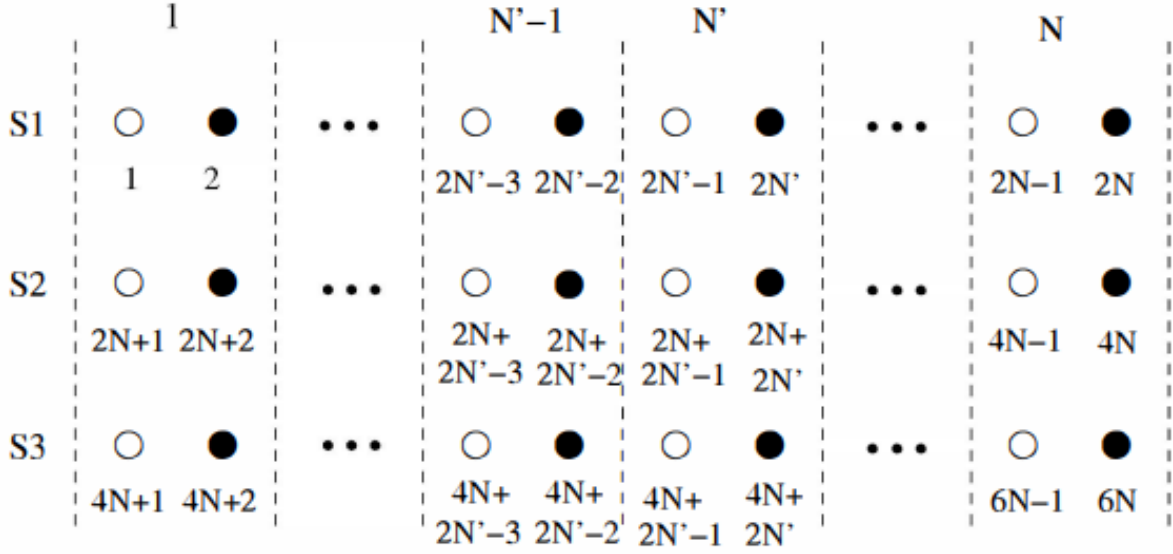 1 N'−1 N' N
S1
1 2 2N'−3 2N'−2 2N'−1 2N' 2N−1 2N
S2
2N+1 2N+2 2N+ 2N+ 2N+ 2N+ 4N−1 4N
2N'−3 2N'−2 2N'−1 2N'
S3
4N+1 4N+2 4N+ 4N+ 4N+ 4N+ 6N−1 6N
2N'−3 2N'−2 2N'−1 2N'